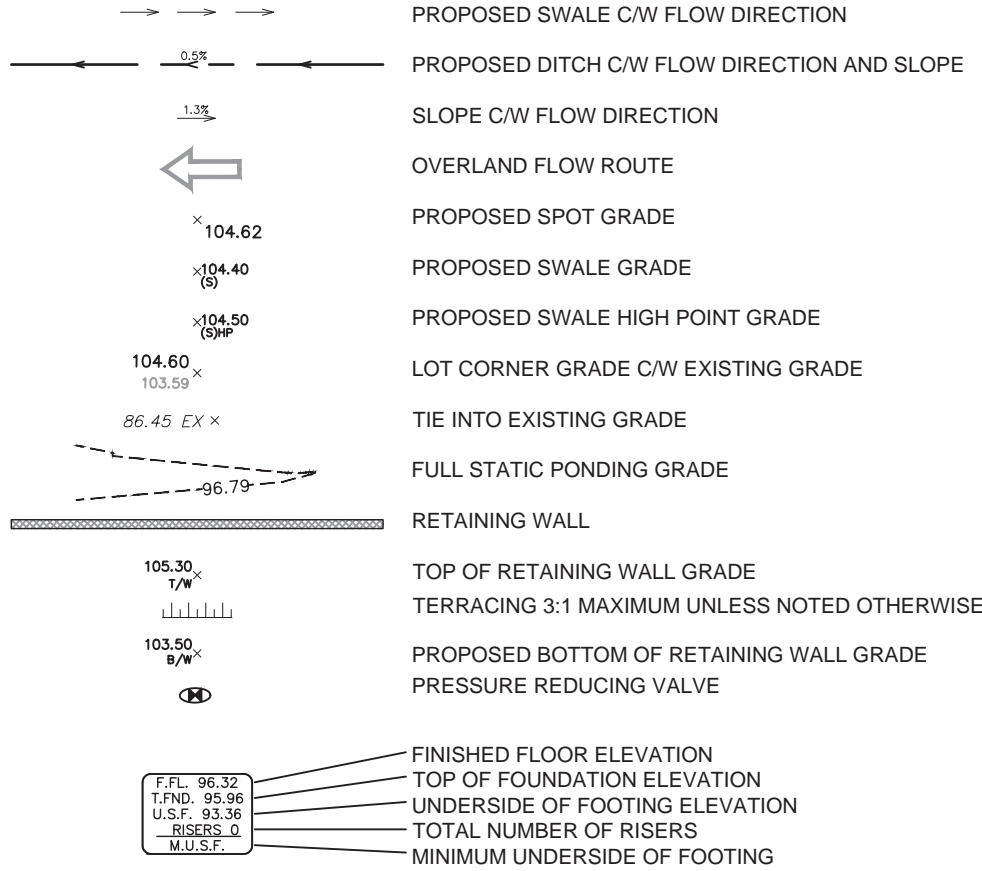 PROPOSED SWALE C/W FLOW DIRECTION
0.5% PROPOSED DITCH C/W FLOW DIRECTION AND SLOPE
1.3% SLOPE C/W FLOW DIRECTION
OVERLAND FLOW ROUTE
104.62 PROPOSED SPOT GRADE
104.40 PROPOSED SWALE GRADE
(S)
104.50 PROPOSED SWALE HIGH POINT GRADE
(S)HP
104.60 LOT CORNER GRADE C/W EXISTING GRADE
103.59
86.45 EX × TIE INTO EXISTING GRADE
FULL STATIC PONDING GRADE
96.79
RETAINING WALL
105.30 TOP OF RETAINING WALL GRADE
T/W
TERRACING 3:1 MAXIMUM UNLESS NOTED OTHERWISE
103.50 PROPOSED BOTTOM OF RETAINING WALL GRADE
B/W
PRESSURE REDUCING VALVE
FINISHED FLOOR ELEVATION
F.FL. 96.32
TOP OF FOUNDATION ELEVATION
T.FND. 95.96
UNDERSIDE OF FOOTING ELEVATION
U.S.F. 93.36
TOTAL NUMBER OF RISERS
RISERS 0
MINIMUM UNDERSIDE OF FOOTING
M.U.S.F.